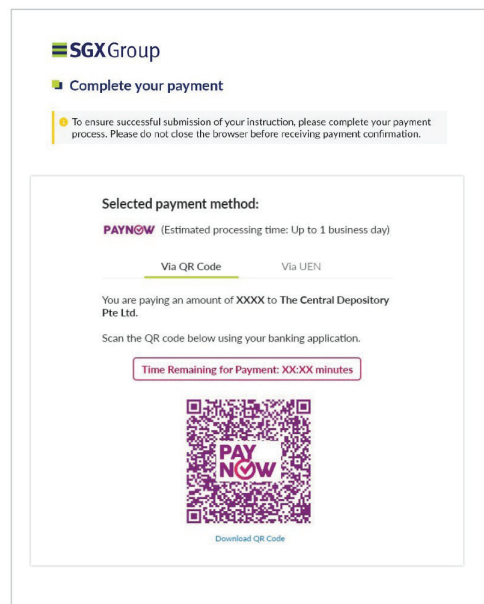 SGXGroup
Complete your payment
To ensure successful submission of your instruction, please complete your payment
process. Please do not close the browser before receiving payment confirmation.
Selected payment method:
PAYNOW (Estimated processing time: Up to 1 business day)
Via QR Code Via UEN
You are paying an amount of XXXX to The Central Depository
Pte Ltd.
Scan the QR code below using your banking application.
Time Remaining for Payment: XX:XX minutes
PAY
NOW
Download QR Code